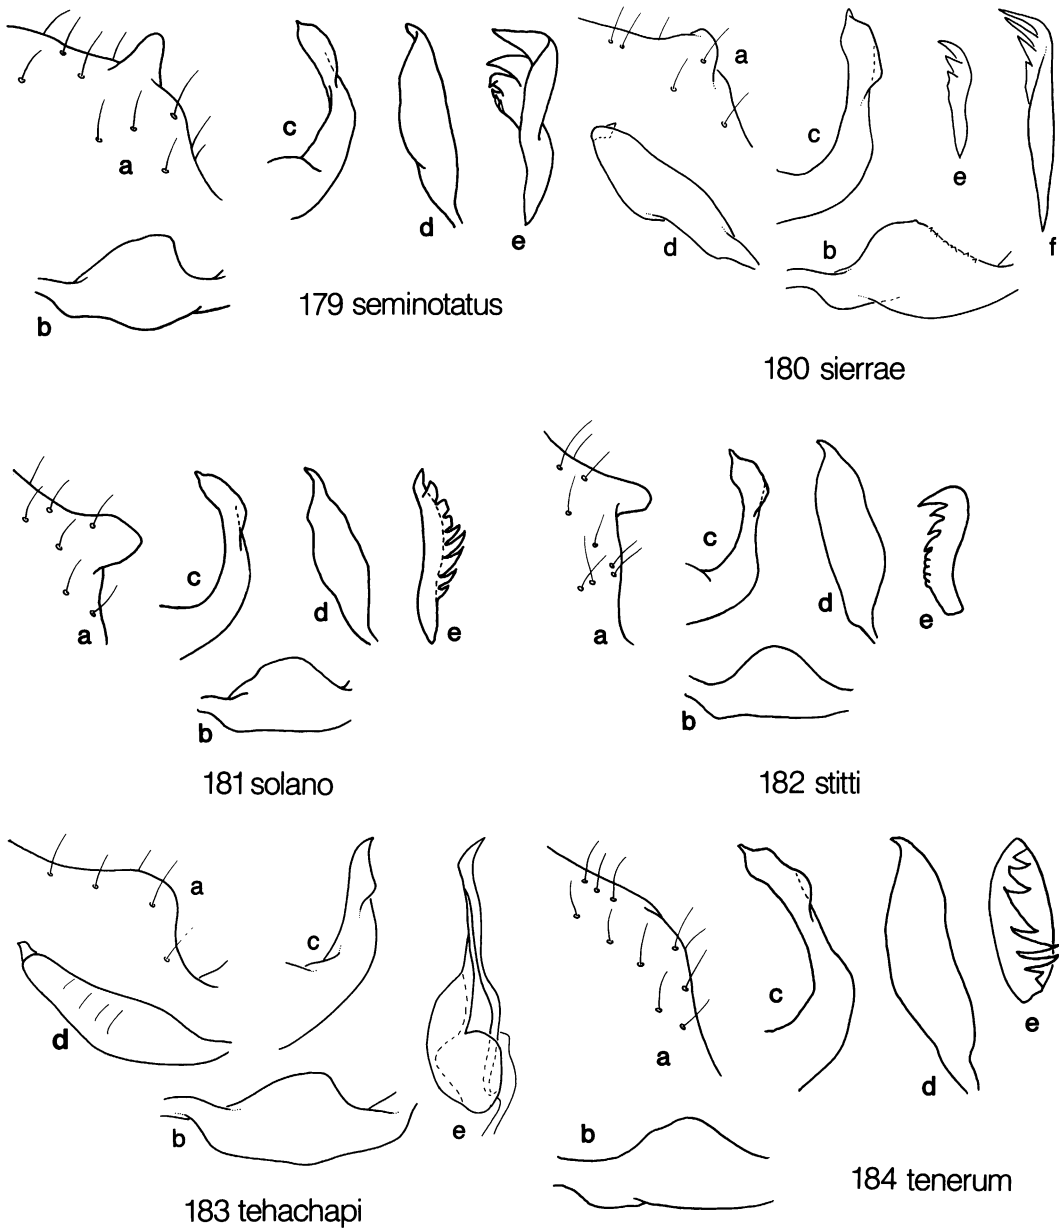 a
c
d
e
b
179 seminotatus
a
c
d
e
f
b
180 sierrae
a
c
d
e
b
181 solano
a
c
d
e
b
182 stitti
a
c
d
e
b
183 tehachapi
a
c
d
e
b
184 tenerum